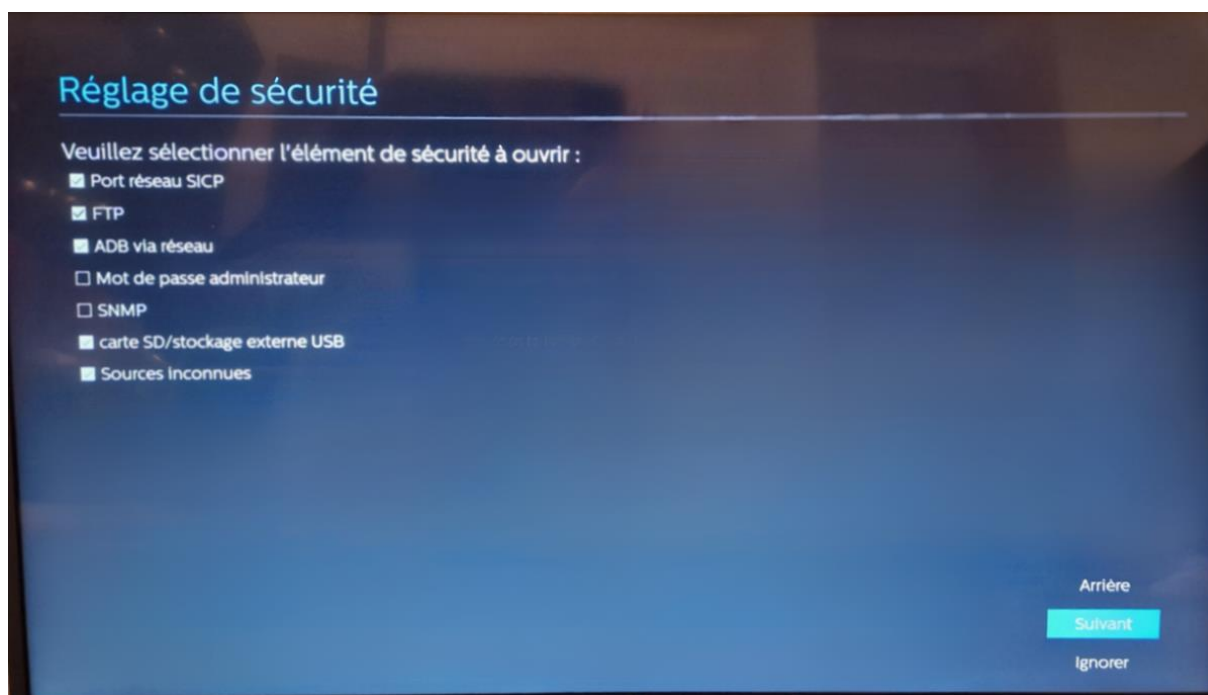 Réglage de sécurité
Veuillez sélectionner l'élément de sécurité à ouvrir :
Port réseau SICP
FTP
ADB via réseau
Mot de passe administrateur
SNMP
carte SD/stockage externe USB
Sources inconnues
Arrière
Suivant
Ignorer